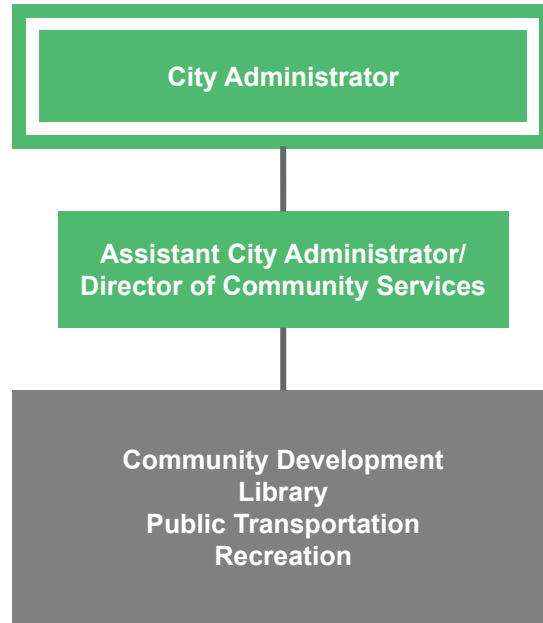 City Administrator
Assistant City Administrator/
Director of Community Services
Community Development
Library
Public Transportation
Recreation